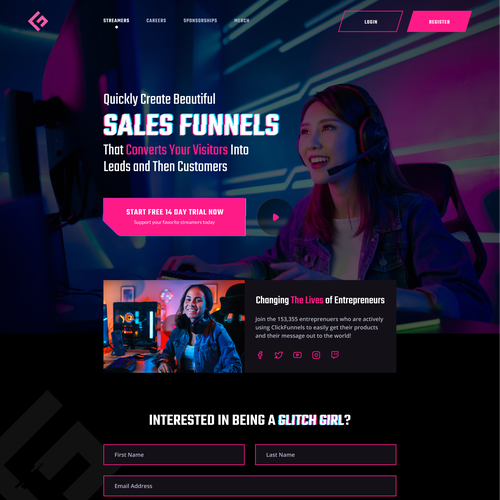 STREAMERS
CAREERS
SPONSORSHIPS
MERCH
LOGIN
REGISTER
Quickly Create Beautiful
SALES FUNNELS
That Converts Your Visitors Into
Leads and Then Customers
START FREE 14 DAY TRIAL NOW
Support your favorite streamers today
Changing The Lives of Entrepreneurs
Join the 153,355 entreprenuers who are actively
using ClickFunnels to easily get their products
and their message out to the world!
INTERESTED IN BEING A GLITCH GIRL?
First Name
Last Name
Email Address